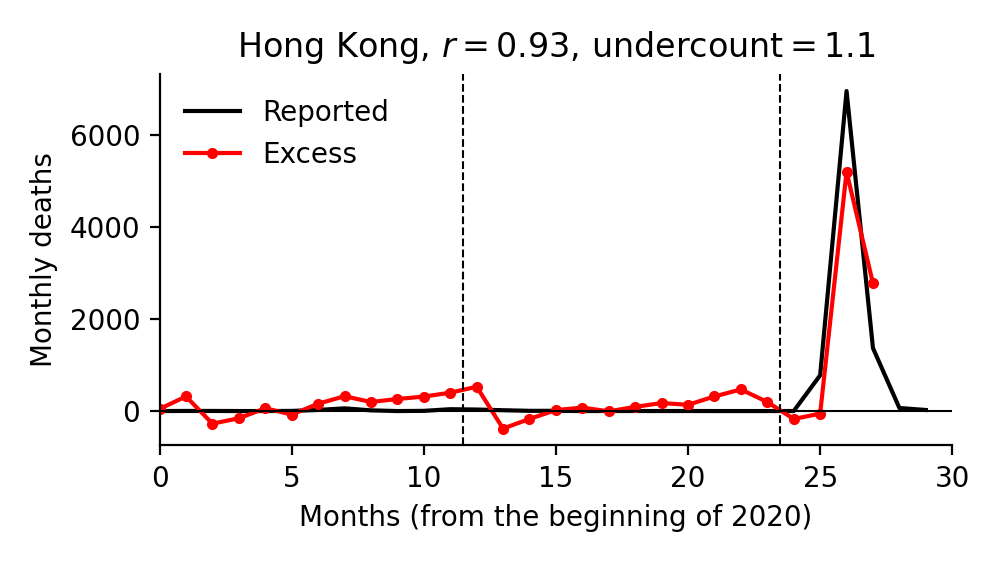 Hong Kong, r = 0.93, undercount = 1.1
Reported
Excess
Monthly deaths
6000
4000
2000
0
0 5 10 15 20 25 30
Months (from the beginning of 2020)